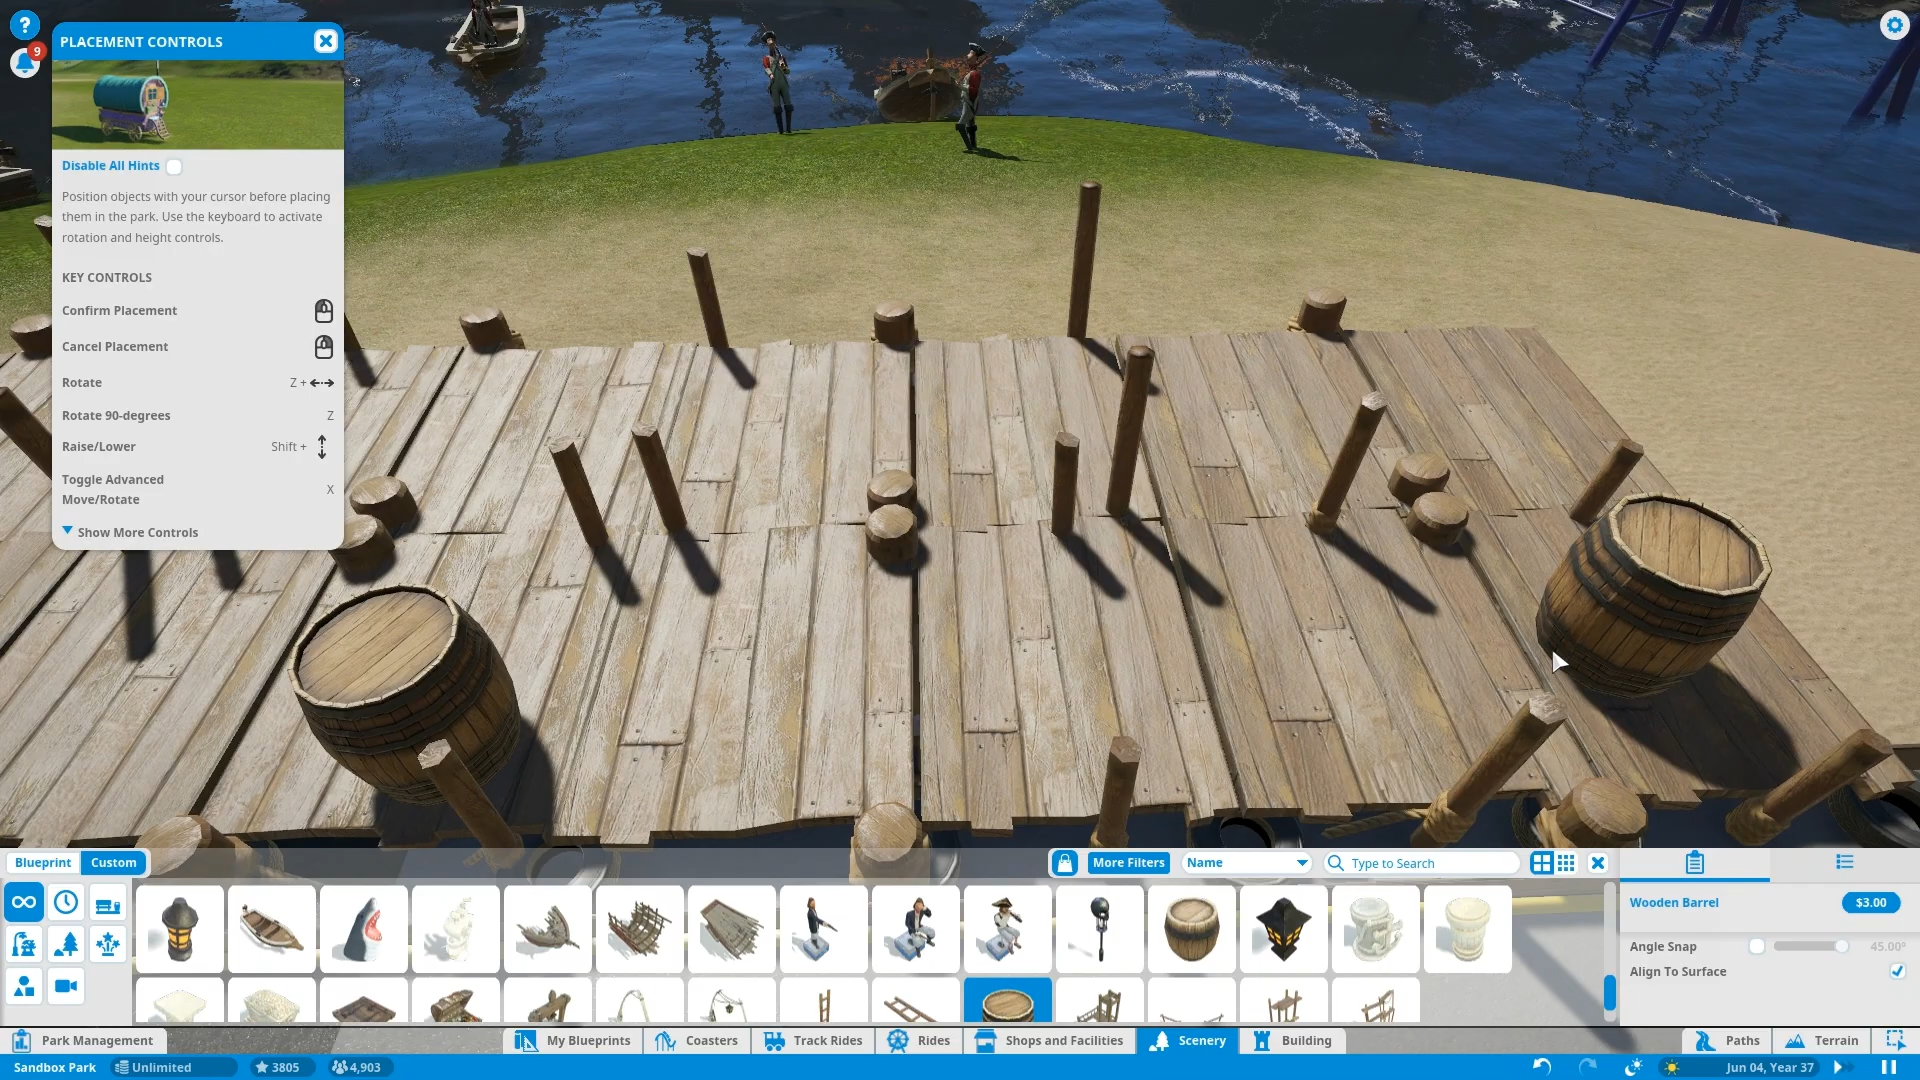 ?
9
PLACEMENT CONTROLS
Disable All Hints
Position objects with your cursor before placing
them in the park. Use the keyboard to activate
rotation and height controls.
KEY CONTROLS
Confirm Placement
Cancel Placement
Rotate Z +
Rotate 90-degrees Z
Raise/Lower Shift +
Toggle Advanced
Move/Rotate X
Show More Controls
Blueprint Custom
More Filters Name Type to Search
Wooden Barrel $3.00
Angle Snap 45.00°
Align To Surface
Park Management My Blueprints Coasters Track Rides Rides Shops and Facilities Scenery Building Paths Terrain
Sandbox Park Unlimited 3805 4,903 Jun 04, Year 37